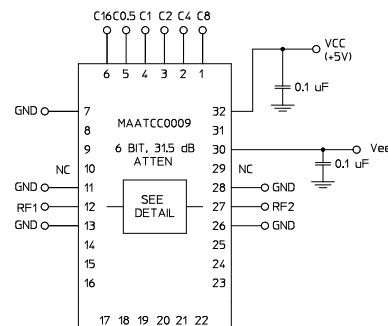 C16 C0.5 C1 C2 C4 C8
6 5 4 3 2 1
VCC
(+5V)
0.1 uF
GND 7 32
MAATCC0009
8 31
6 BIT, 31.5 dB
ATTEN
9 30 Vee
0.1 uF
NC 10 29 NC
GND 11 28 GND
SEE
DETAIL
RF1 12 27 RF2
GND 13 26 GND
14 25
15 24
16 23
17 18 19 20 21 22